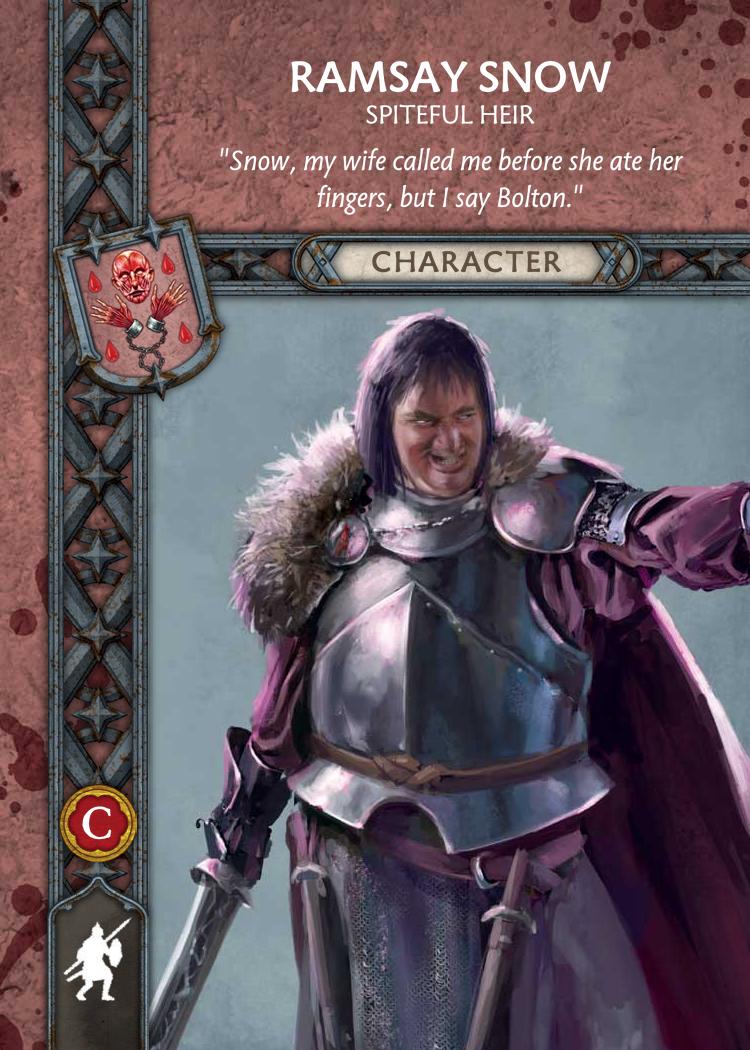 RAMSAY SNOW
SPITEFUL HEIR
"Snow, my wife called me before she ate her
fingers, but I say Bolton."
CHARACTER
C